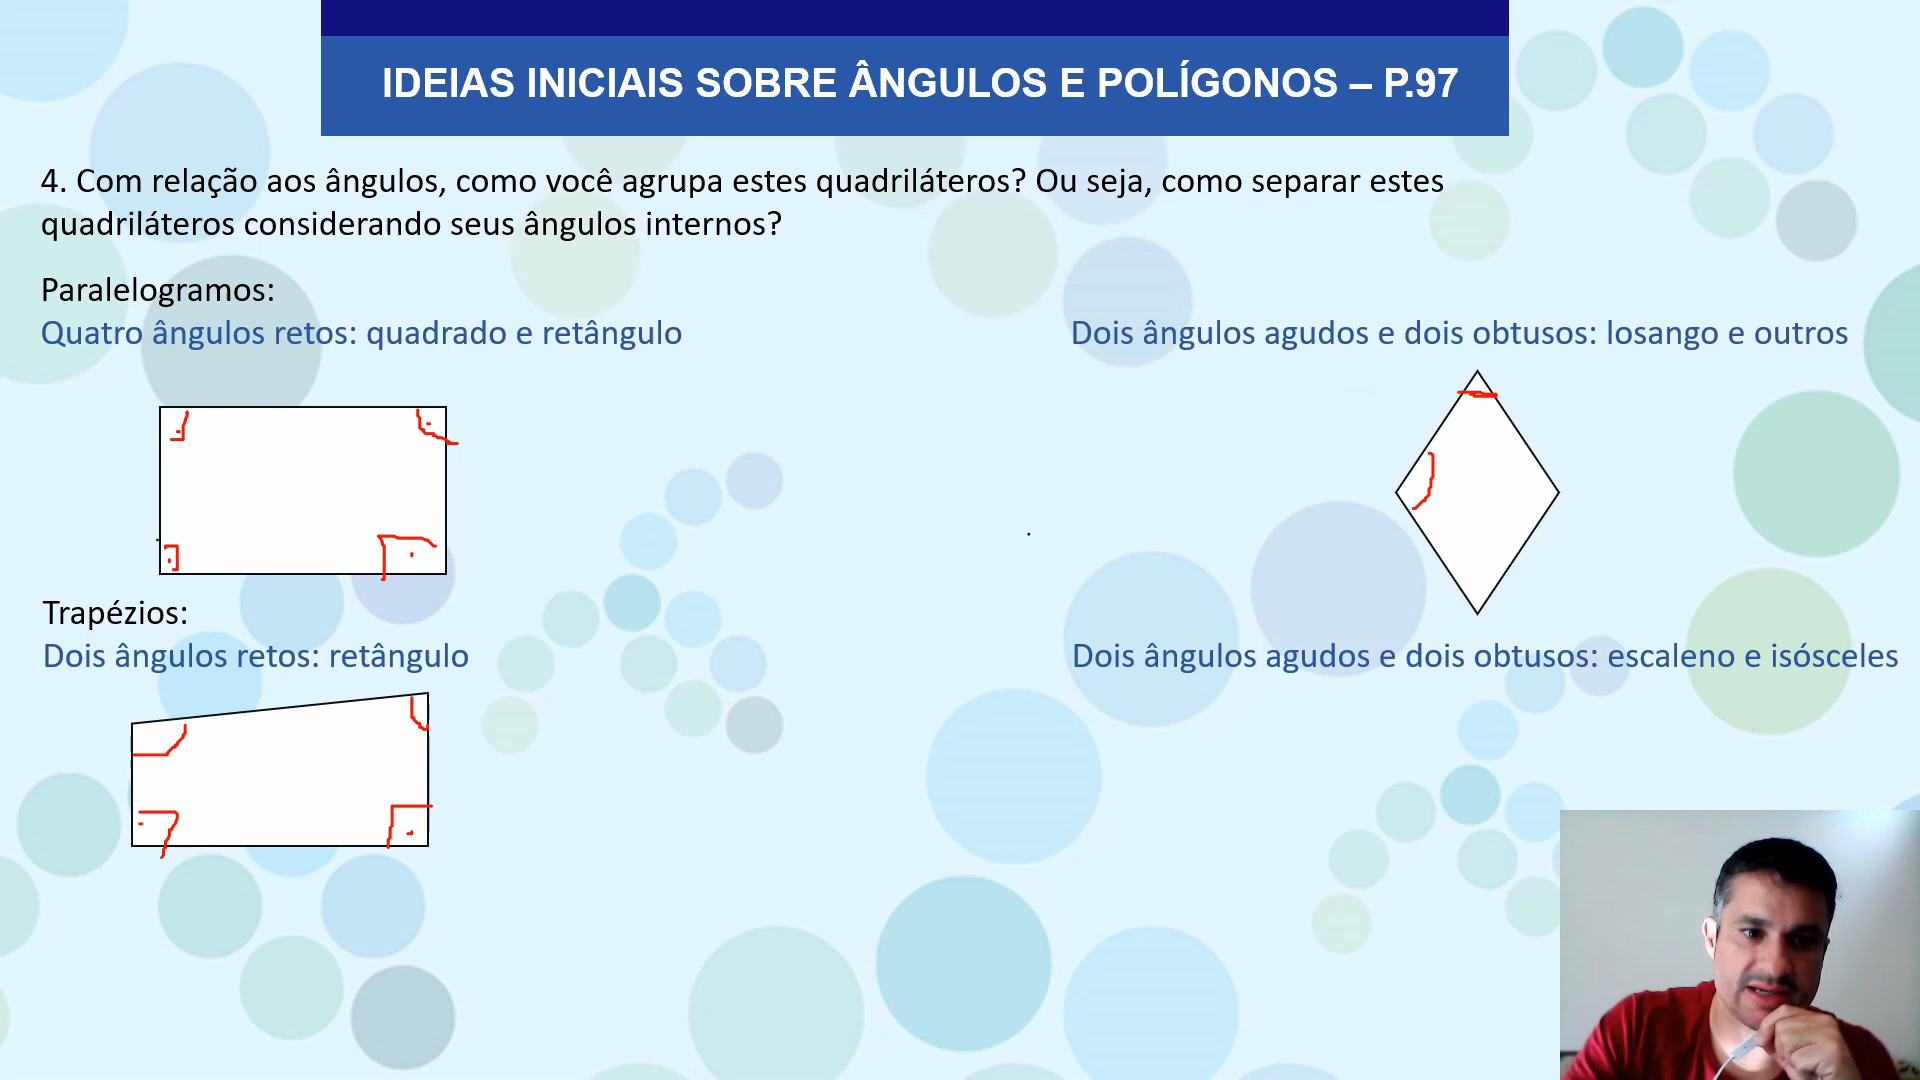 IDEIAS INICIAIS SOBRE ÂNGULOS E POLÍGONOS – P.97
4. Com relação aos ângulos, como você agrupa estes quadriláteros? Ou seja, como separar estes
quadriláteros considerando seus ângulos internos?
Paralelogramos:
Quatro ângulos retos: quadrado e retângulo
Dois ângulos agudos e dois obtusos: losango e outros
Trapézios:
Dois ângulos retos: retângulo
Dois ângulos agudos e dois obtusos: escaleno e isósceles